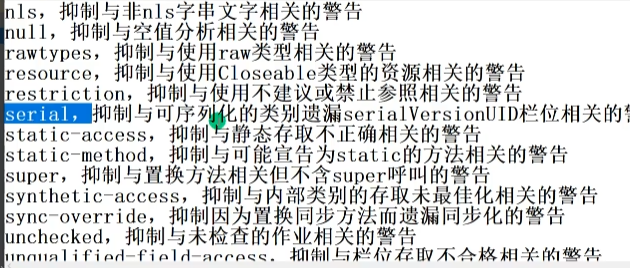 nls，抑制与非nls字串文字相关的警告
null，抑制与空值分析相关的警告
rawtypes，抑制与使用raw类型相关的警告
resource，抑制与使用Closeable类型的资源相关的警告
restriction，抑制与使用不建议或禁止参照相关的警告
serial，抑制与可序列化的类别遗漏serialVersionUID栏位相关的
static-access，抑制与静态存取不正确相关的警告
static-method，抑制与可能宣告为static的方法相关的警告
super，抑制与置换方法相关但不含super呼叫的警告
synthetic-access，抑制与内部类别的存取未最佳化相关的警告
sync-override，抑制因为置换同步方法而遗漏同步化的警告
unchecked，抑制与未检查的作业相关的警告
unqualified-field-access，抑制与栏位存取不合格相关的警告